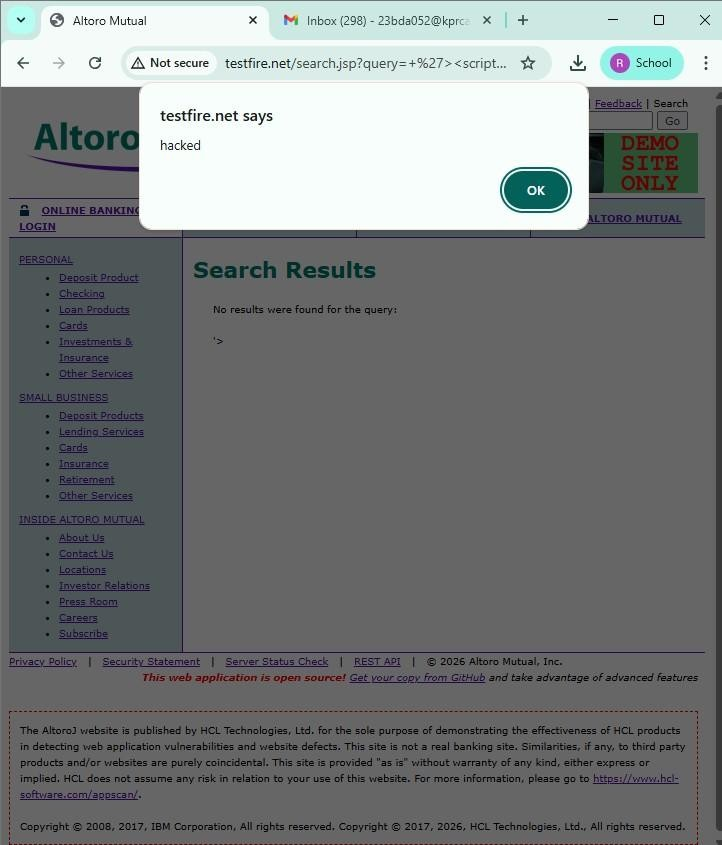 Altoro Mutual
Inbox (298) - 23bda052@kprca
Not secure
testfire.net/search.jsp?query=+%27><script...
R School
testfire.net says
hacked
OK
| Feedback | Search
Go
Altoro
DEMO
SITE
ONLY
ONLINE BANKING
LOGIN
ALTORO MUTUAL
PERSONAL
Deposit Product
Checking
Loan Products
Cards
Investments &
Insurance
Other Services
SMALL BUSINESS
Deposit Products
Lending Services
Cards
Insurance
Retirement
Other Services
INSIDE ALTORO MUTUAL
About Us
Contact Us
Locations
Investor Relations
Press Room
Careers
Subscribe
Search Results
No results were found for the query:
'>
Privacy Policy | Security Statement | Server Status Check | REST API | © 2026 Altoro Mutual, Inc.
This web application is open source! Get your copy from GitHub and take advantage of advanced features
The AltoroJ website is published by HCL Technologies, Ltd. for the sole purpose of demonstrating the effectiveness of HCL products
in detecting web application vulnerabilities and website defects. This site is not a real banking site. Similarities, if any, to third party
products and/or websites are purely coincidental. This site is provided "as is" without warranty of any kind, either express or
implied. HCL does not assume any risk in relation to your use of this website. For more information, please go to https://www.hcl-
software.com/appscan/.
Copyright © 2008, 2017, IBM Corporation, All rights reserved. Copyright © 2017, 2026, HCL Technologies, Ltd., All rights reserved.